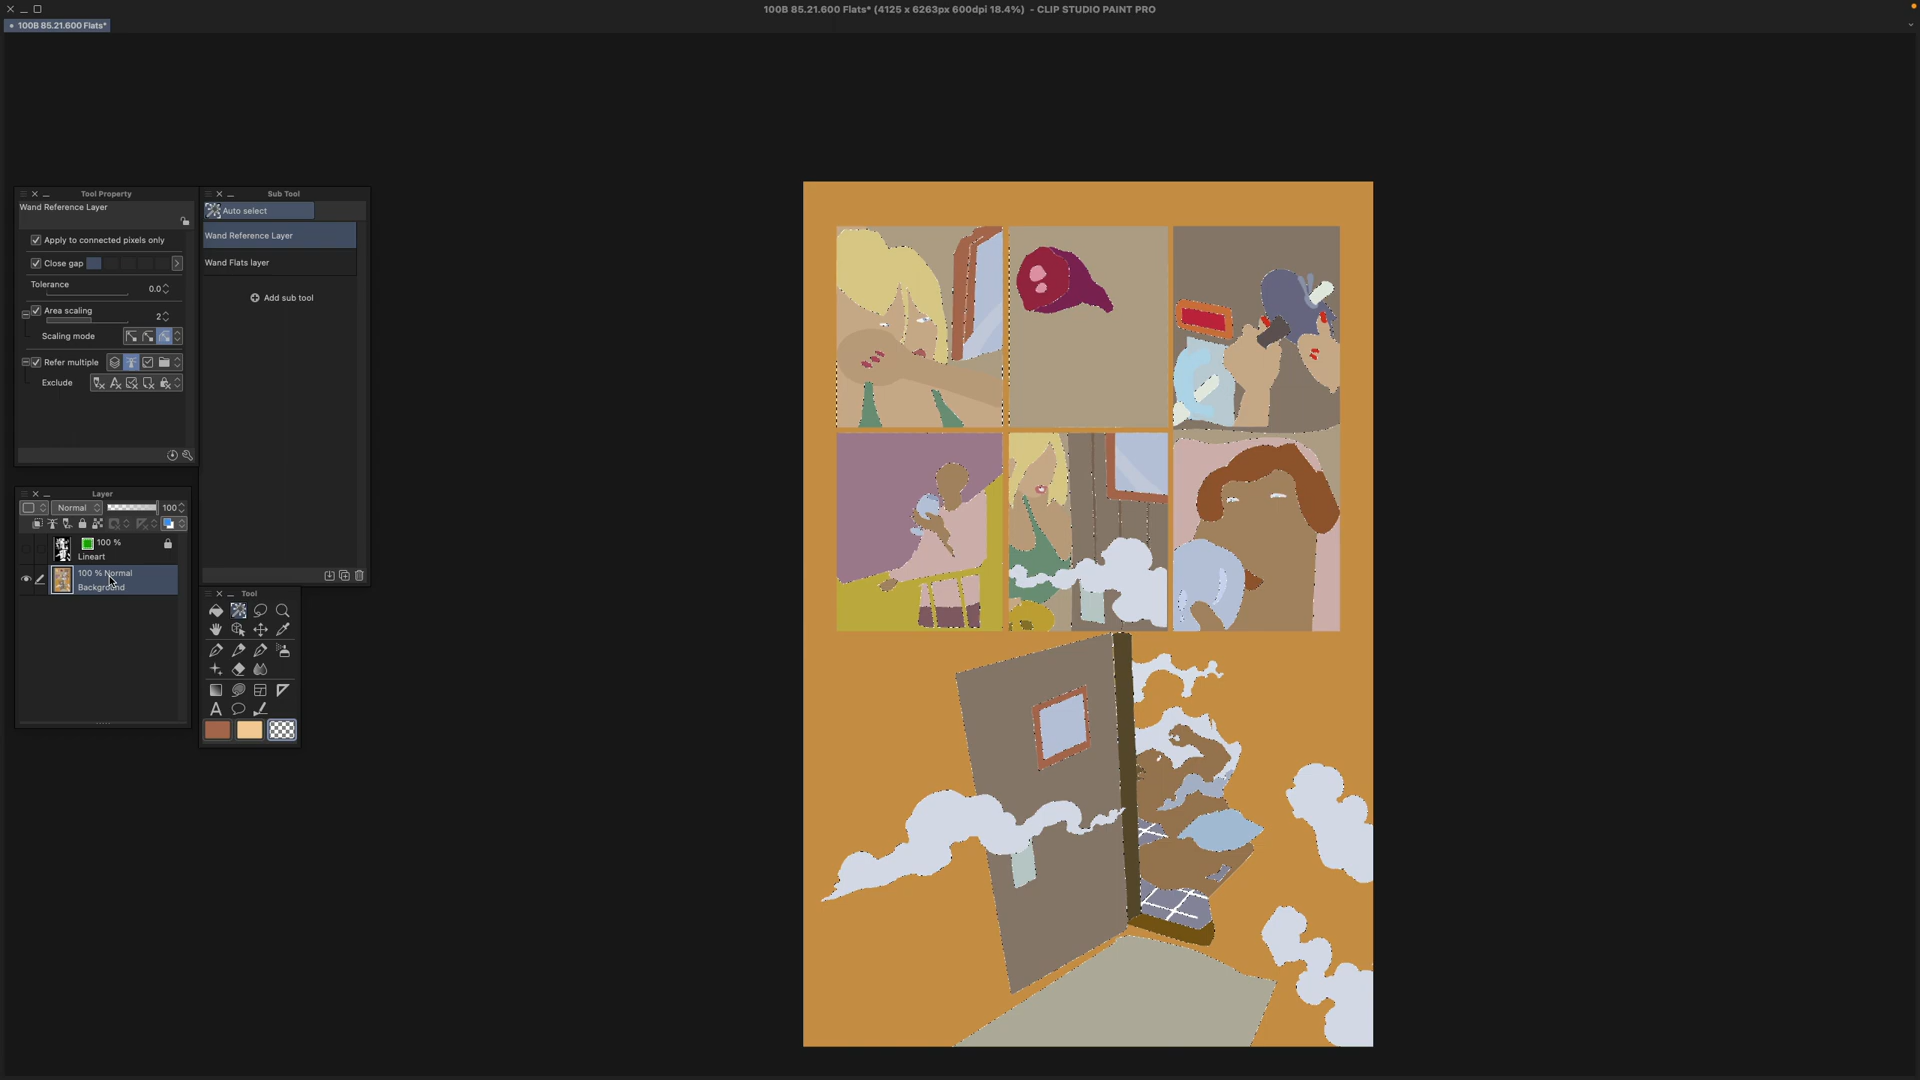 100B 85.21.600 Flats* (4125 x 6263px 600dpi 18.4%) - CLIP STUDIO PAINT PRO
100B 85.21.600 Flats*
Tool Property
Wand Reference Layer
Apply to connected pixels only
Close gap
Tolerance 0.0
Area scaling 2
Scaling mode
Refer multiple
Exclude
Sub Tool
Auto select
Wand Reference Layer
Wand Flats layer
Add sub tool
Layer
Normal 100
100 %
Lineart
100 % Normal
Background
Tool